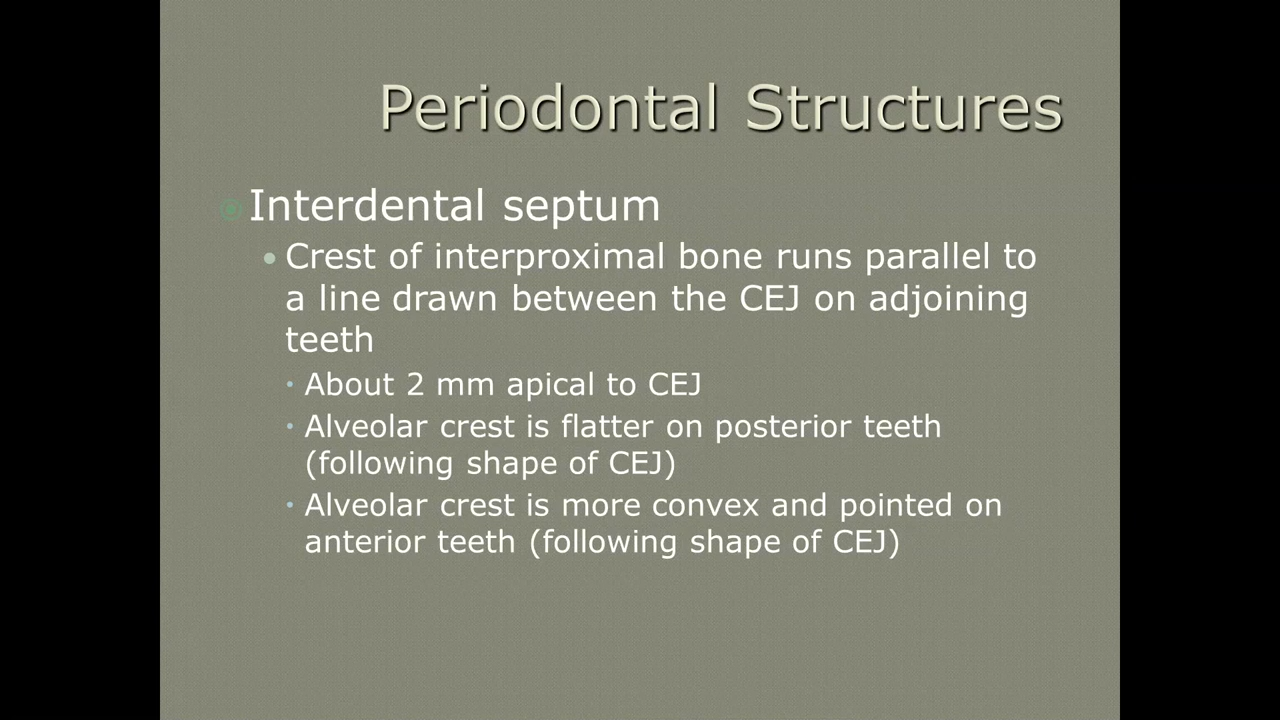 Periodontal Structures
Interdental septum
Crest of interproximal bone runs parallel to
a line drawn between the CEJ on adjoining
teeth
About 2 mm apical to CEJ
Alveolar crest is flatter on posterior teeth
(following shape of CEJ)
Alveolar crest is more convex and pointed on
anterior teeth (following shape of CEJ)